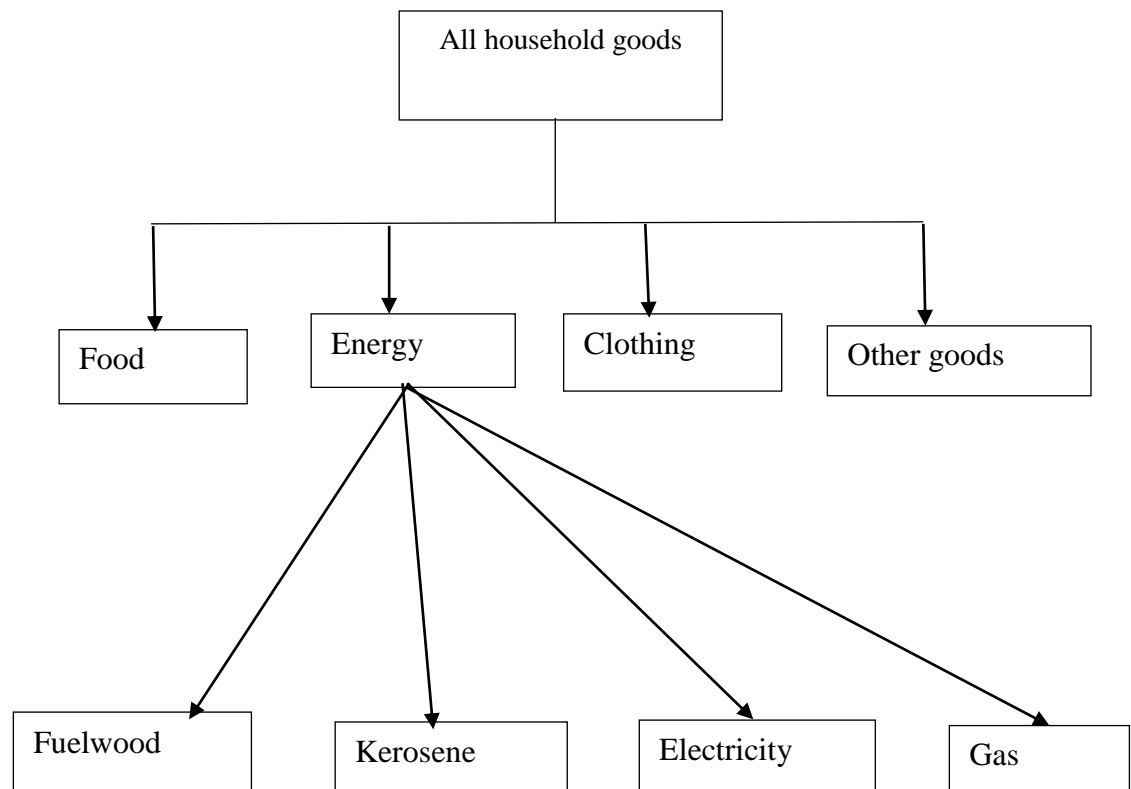 All household goods
Food
Energy
Clothing
Other goods
Fuelwood
Kerosene
Electricity
Gas